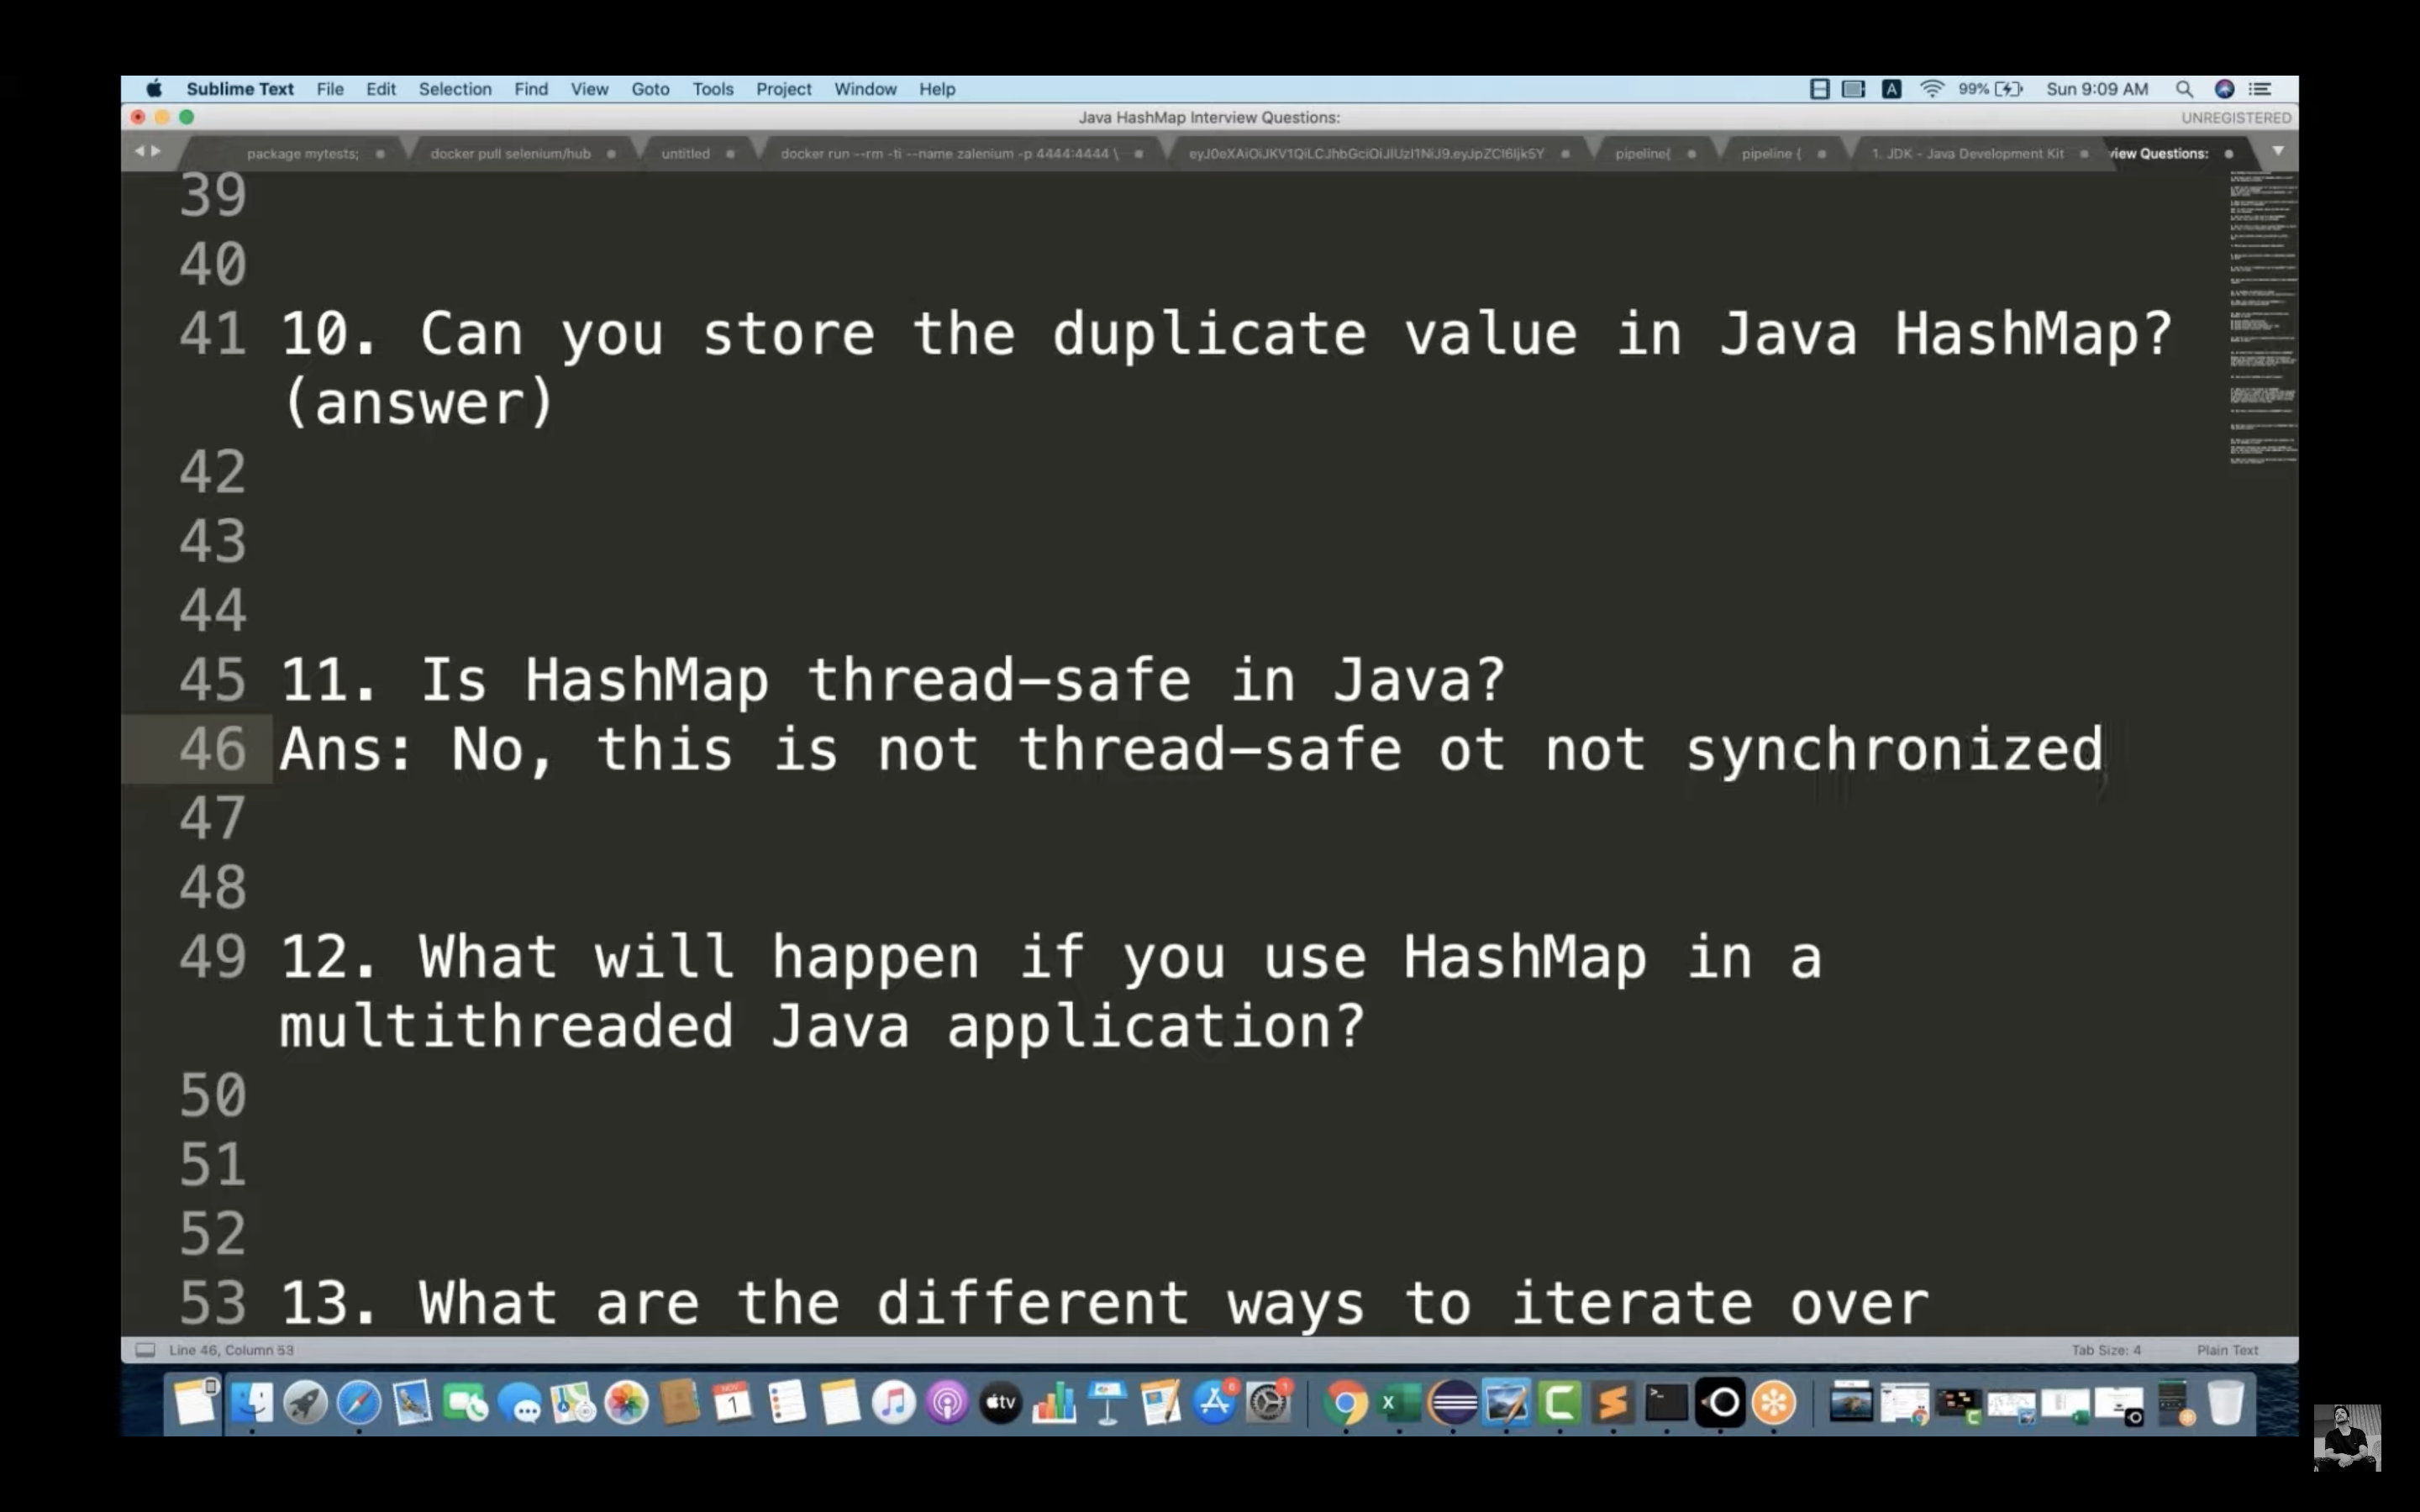 Sublime Text File Edit Selection Find View Goto Tools Project Window Help A 99% Sun 9:09 AM
Java HashMap Interview Questions: UNREGISTERED
package mytests; docker pull selenium/hub untitled docker run --rm -ti --name zalenium -p 4444:4444 \ pipeline{ pipeline { 1. JDK - Java Development Kit view Questions:
39
40
41 10. Can you store the duplicate value in Java HashMap?
(answer)
42
43
44
45 11. Is HashMap thread-safe in Java?
46 Ans: No, this is not thread-safe ot not synchronized
47
48
49 12. What will happen if you use HashMap in a
multithreaded Java application?
50
51
52
53 13. What are the different ways to iterate over
Line 46, Column 53 Tab Size: 4 Plain Text
NOV
1
tv
X